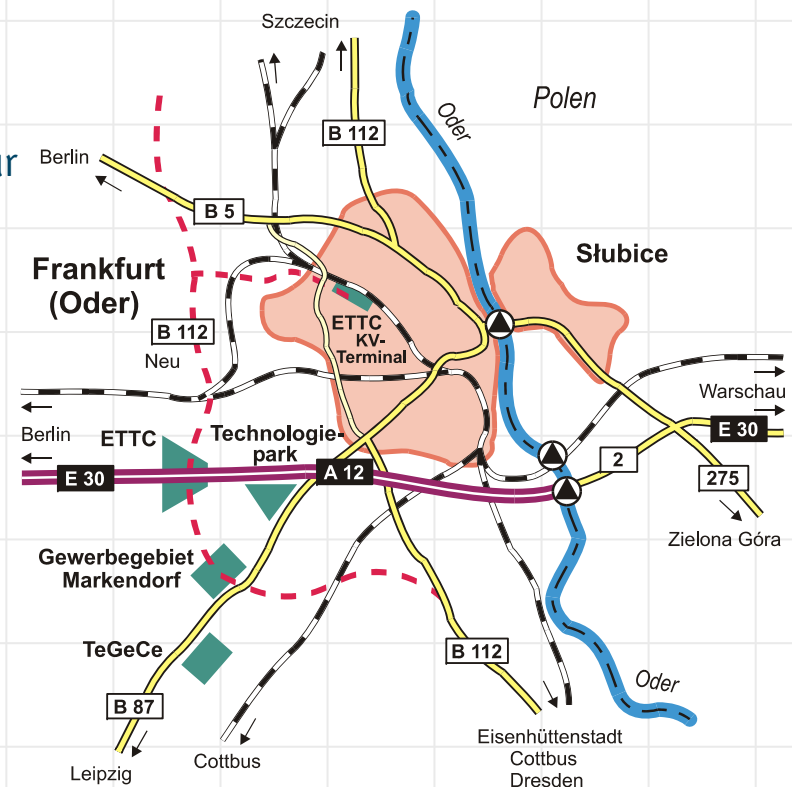 Szczecin
Polen
Oder
B 112
ur
Berlin
B 5
Słubice
Frankfurt
(Oder)
ETTC
KV-
Terminal
B 112
Neu
Warschau
Berlin
ETTC
Technologie-
park
E 30
2
A 12
E 30
275
Zielona Góra
Gewerbegebiet
Markendorf
TeGeCe
B 112
Oder
B 87
Eisenhüttenstadt
Cottbus
Dresden
Cottbus
Leipzig